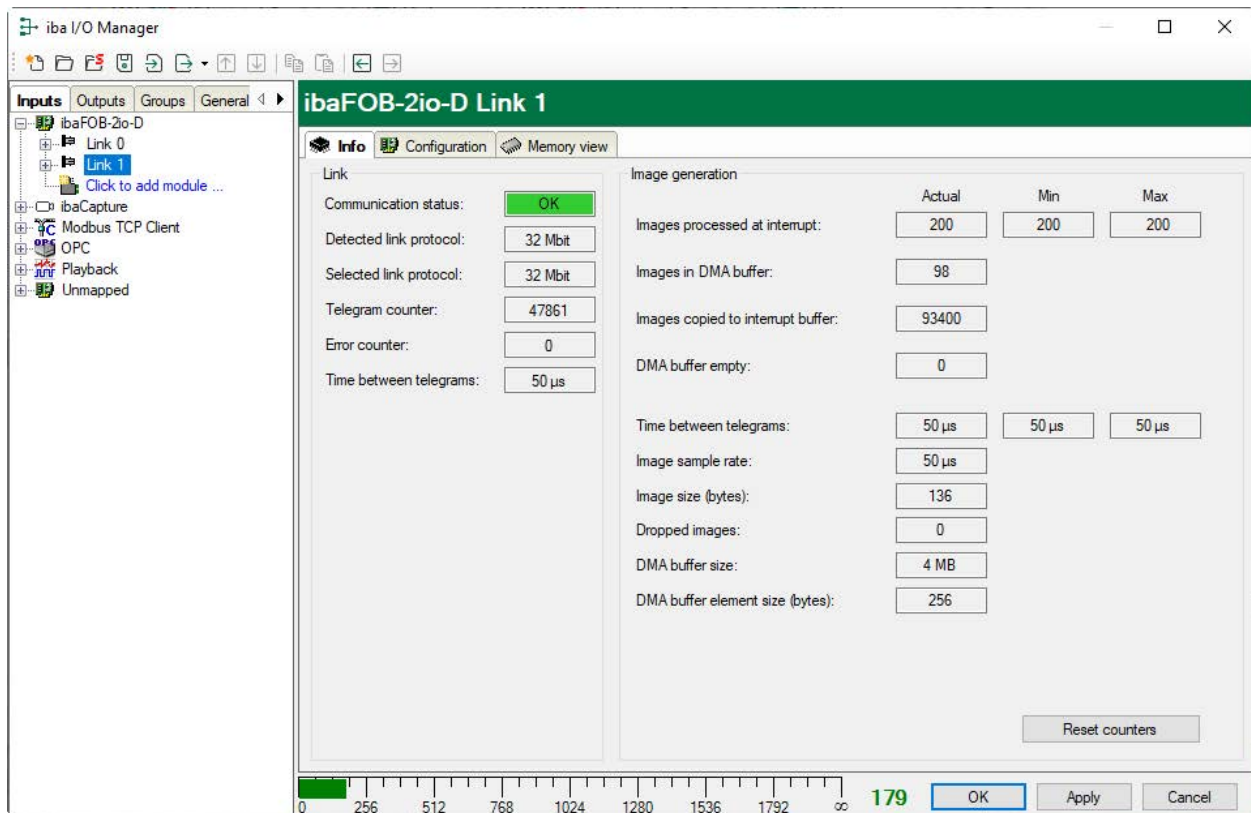 iba I/O Manager
Inputs Outputs Groups General
ibaFOB-2io-D
Link 0
Link 1
Click to add module ...
ibaCapture
Modbus TCP Client
OPC
Playback
Unmapped
ibaFOB-2io-D Link 1
Info Configuration Memory view
Link
Communication status: OK
Detected link protocol: 32 Mbit
Selected link protocol: 32 Mbit
Telegram counter: 47861
Error counter: 0
Time between telegrams: 50 µs
Image generation
Actual Min Max
Images processed at interrupt: 200 200 200
Images in DMA buffer: 98
Images copied to interrupt buffer: 93400
DMA buffer empty: 0
Time between telegrams: 50 µs 50 µs 50 µs
Image sample rate: 50 µs
Image size (bytes): 136
Dropped images: 0
DMA buffer size: 4 MB
DMA buffer element size (bytes): 256
Reset counters
0 256 512 768 1024 1280 1536 1792 ∞ 179 OK Apply Cancel